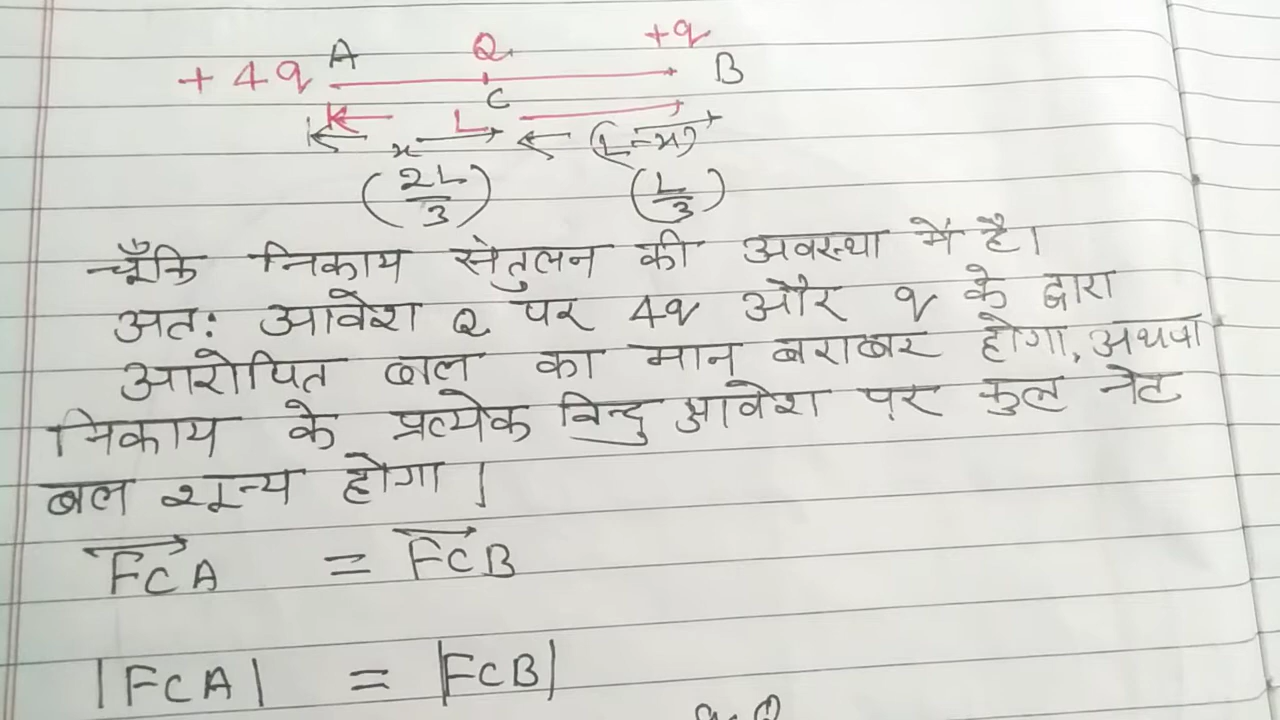 A Q +q
+ 4q B
C
L
x (L-x)
(2L/3) (L/3)
चूँकि निकाय संतुलन की अवस्था में है।
अतः आवेश Q पर 4q और q के द्वारा
आरोपित बल का मान बराबर होगा, अथवा
निकाय के प्रत्येक बिन्दु आवेश पर कुल नेट
बल शून्य होगा |
FCA = FCB
|FCA| = |FCB|